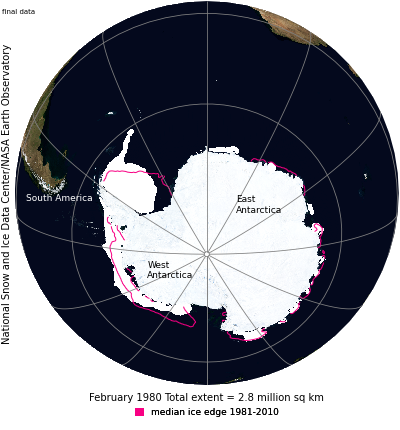 final data
National Snow and Ice Data Center/NASA Earth Observatory
South America
East
Antarctica
West
Antarctica
February 1980 Total extent = 2.8 million sq km
median ice edge 1981-2010